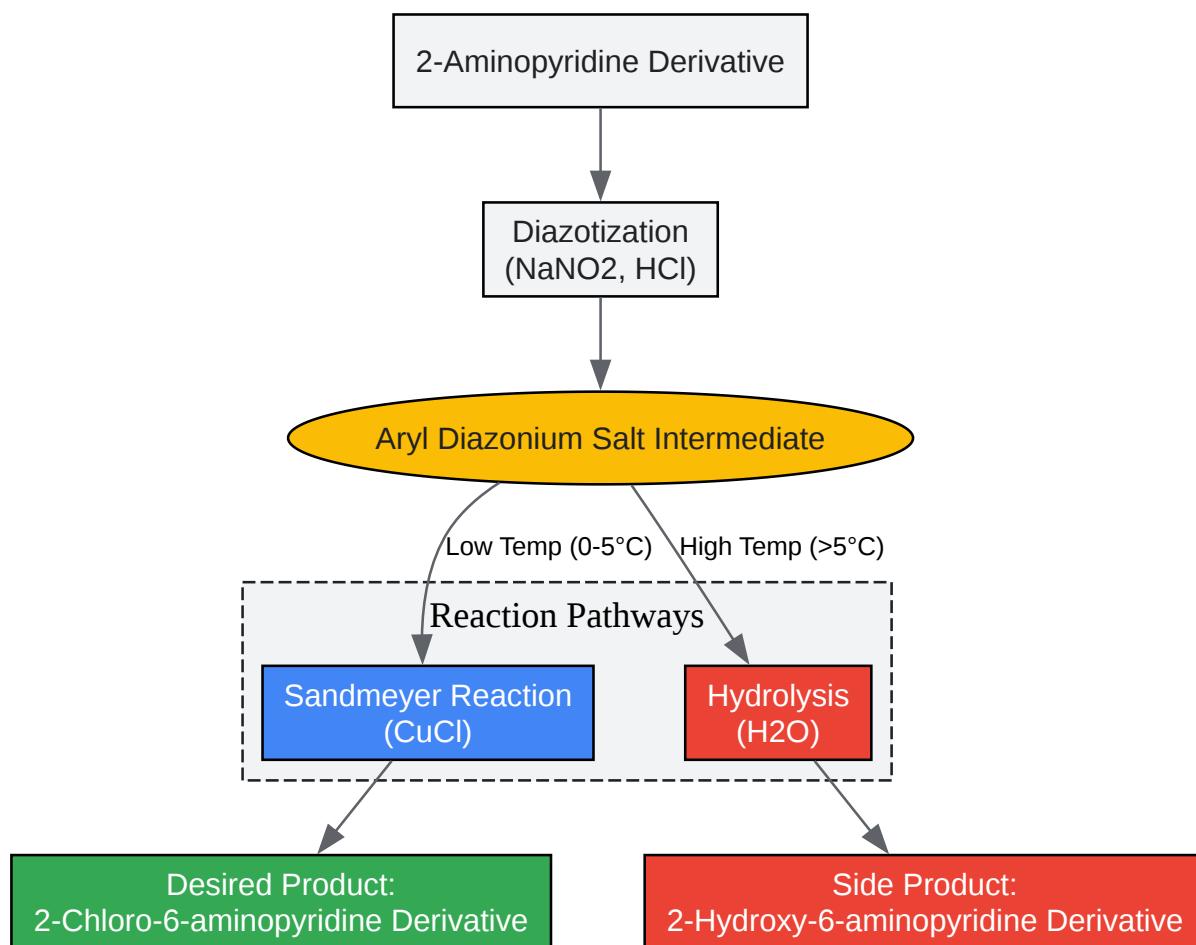 2-Aminopyridine Derivative
Diazotization
(NaNO2, HCl)
Aryl Diazonium Salt Intermediate
Low Temp (0-5°C)
High Temp (>5°C)
Reaction Pathways
Sandmeyer Reaction
(CuCl)
Hydrolysis
(H2O)
Desired Product:
2-Chloro-6-aminopyridine Derivative
Side Product:
2-Hydroxy-6-aminopyridine Derivative